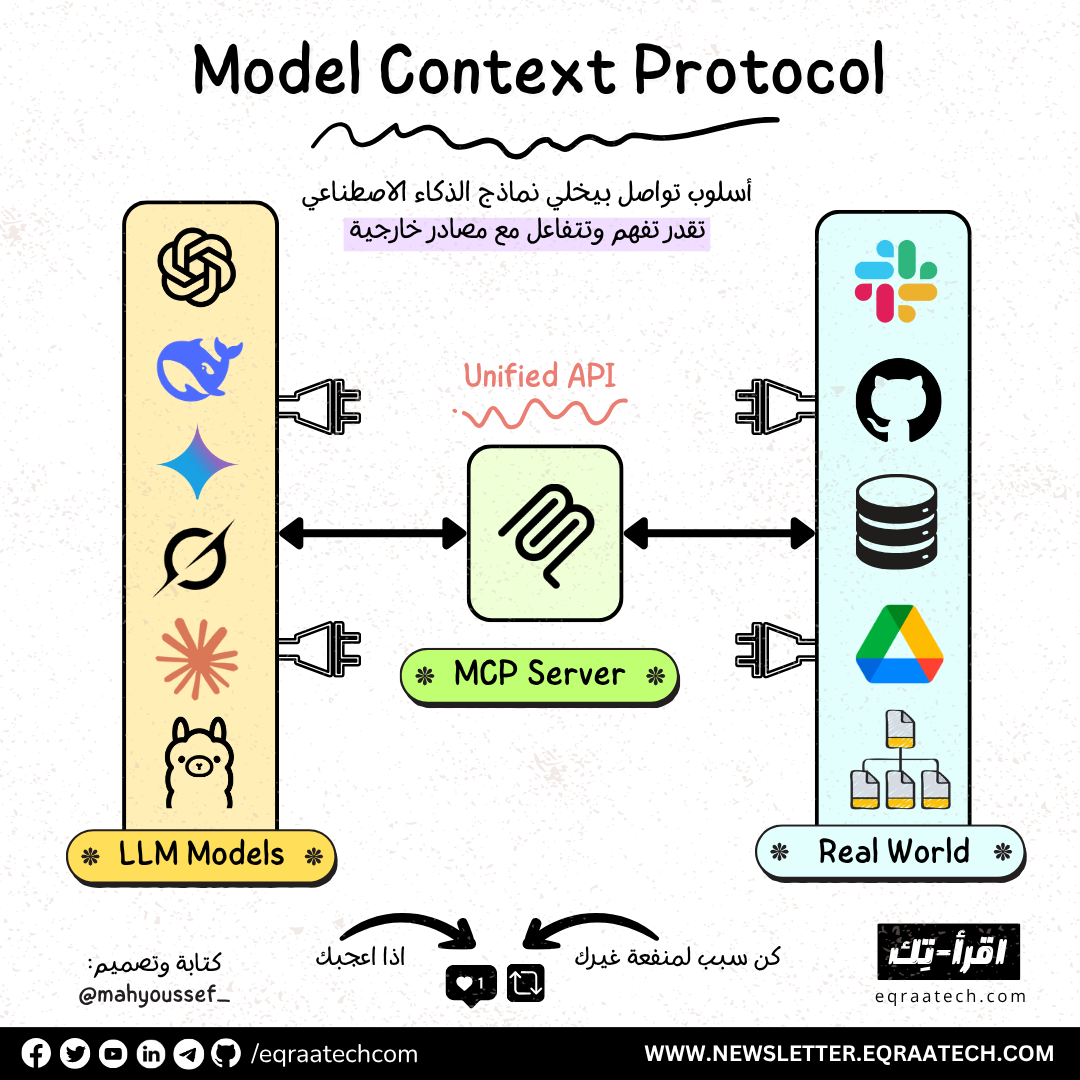 Model Context Protocol
أسلوب تواصل بيخلي نماذج الذكاء الاصطناعي
تقدر تفهم وتتفاعل مع مصادر خارجية
Unified API
MCP Server
LLM Models
Real World
اذا اعجبك
كن سبب لمنفعة غيرك
1
كتابة وتصميم:
@mahyoussef_
اقرأ-تِك
eqraatech.com
/eqraatechcom
WWW.NEWSLETTER.EQRAATECH.COM